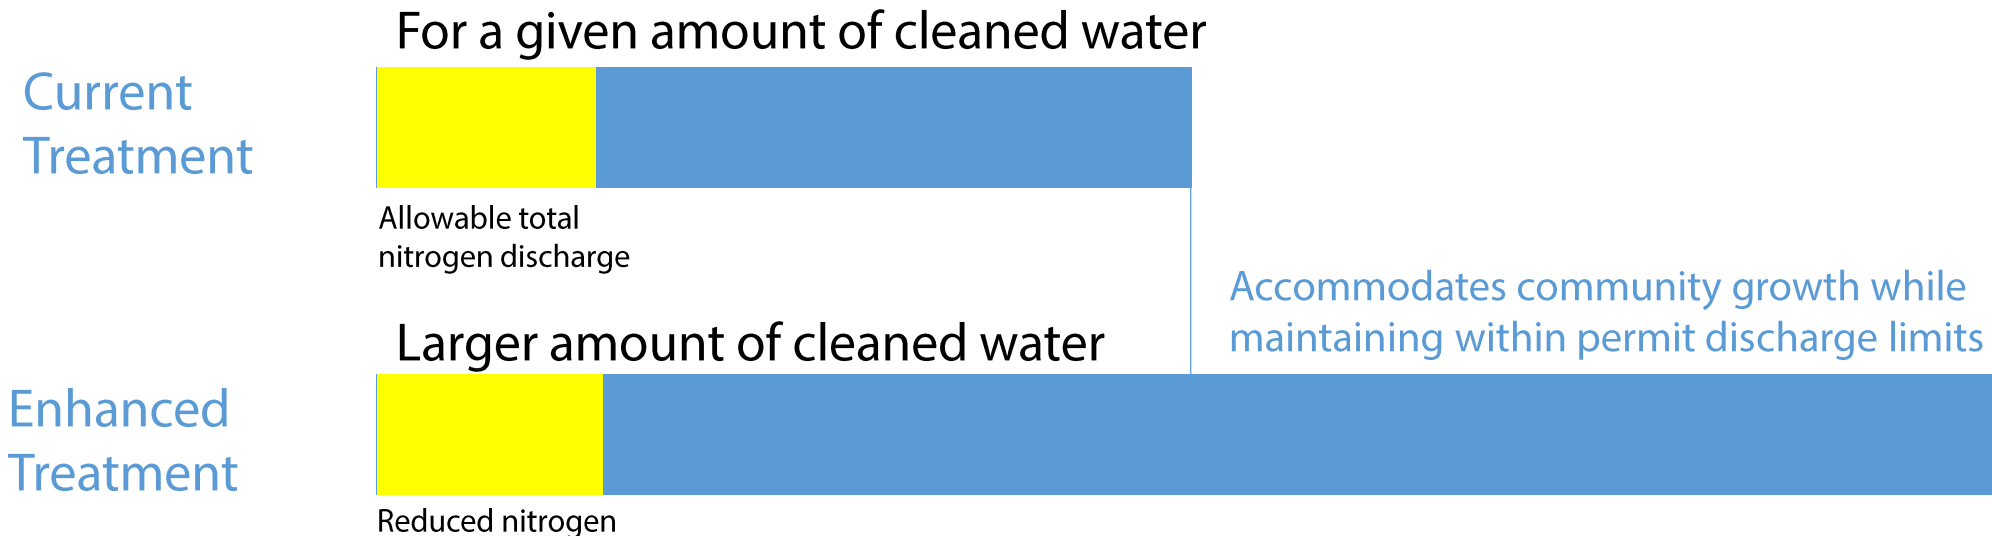 For a given amount of cleaned water
Current
Treatment
Allowable total
nitrogen discharge
Accommodates community growth while
maintaining within permit discharge limits
Larger amount of cleaned water
Enhanced
Treatment
Reduced nitrogen